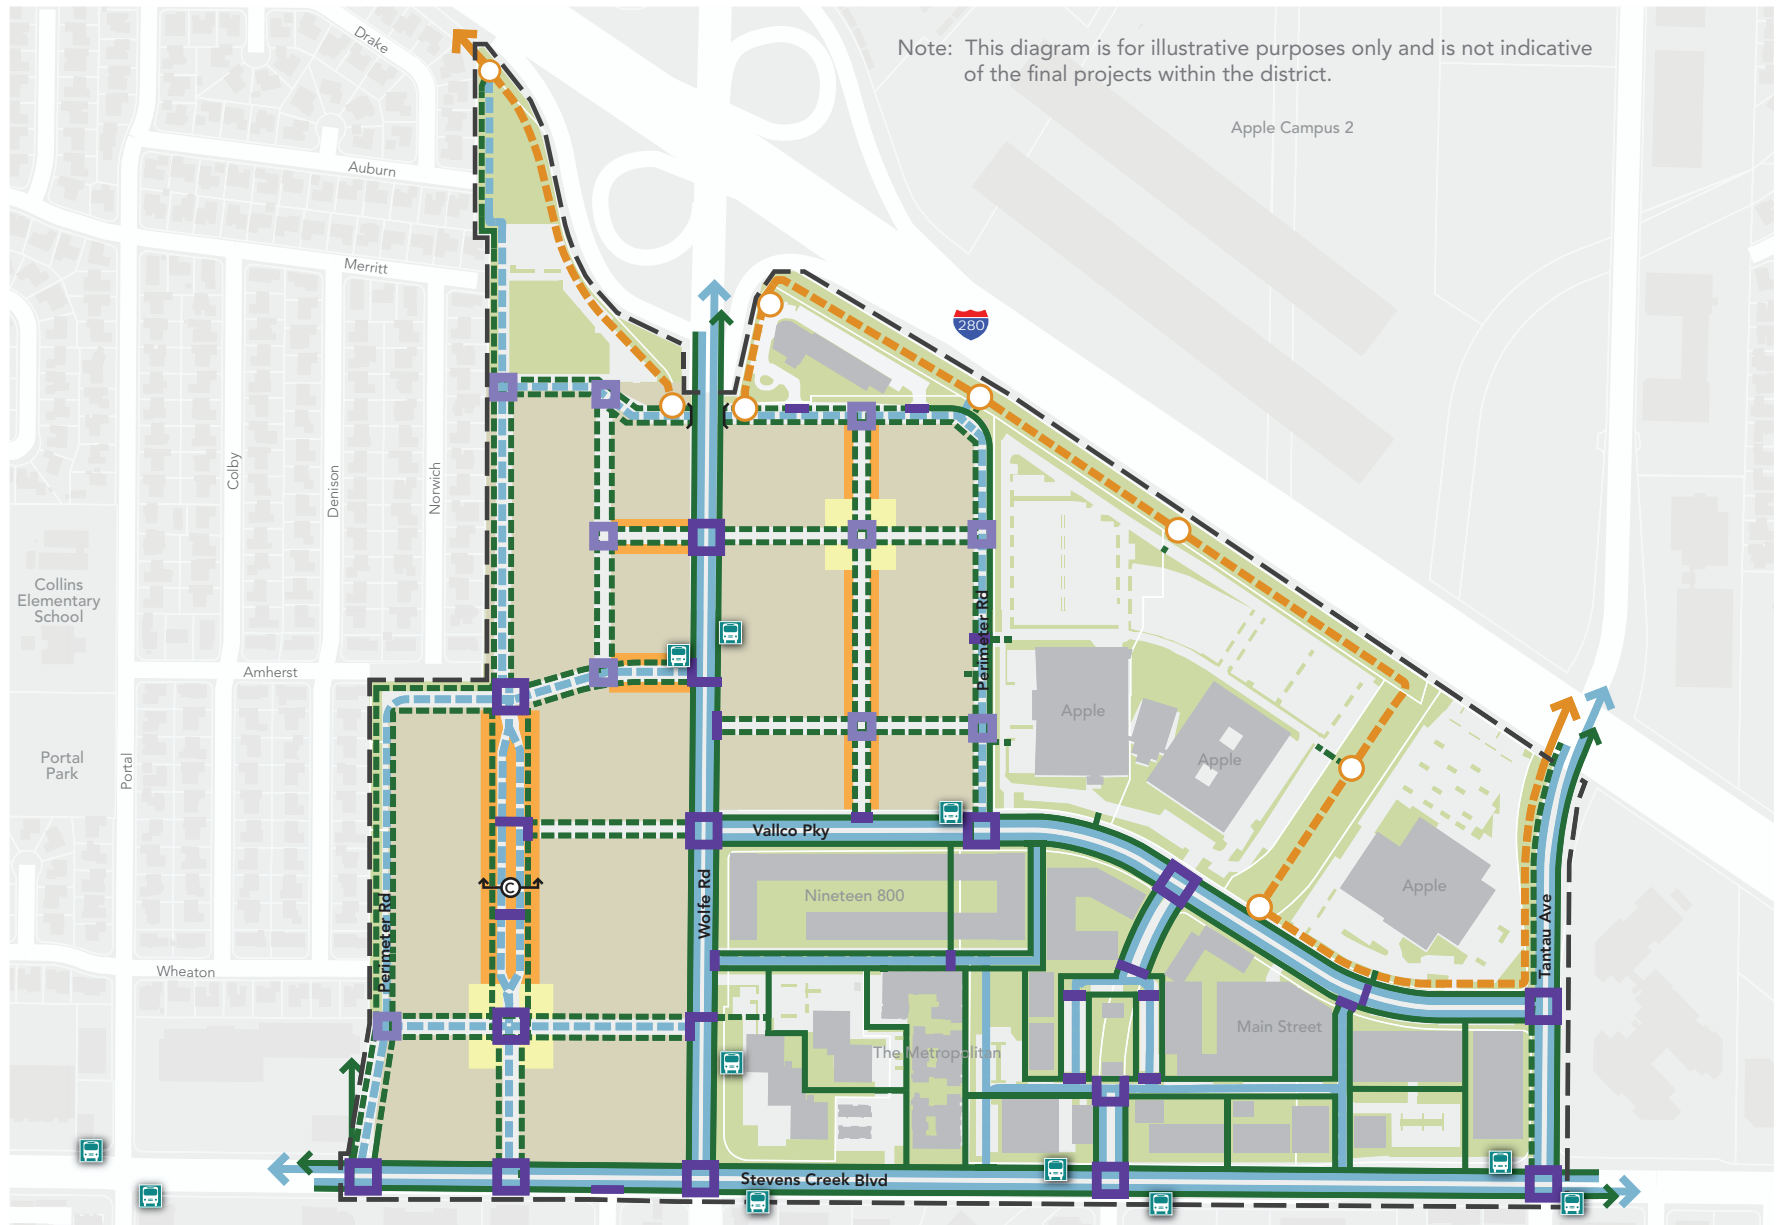 Drake
Note: This diagram is for illustrative purposes only and is not indicative
of the final projects within the district.
Apple Campus 2
Auburn
Merritt
280
Colby
Denison
Norwich
Collins
Elementary
School
Perimeter Rd
Amherst
Apple
Portal
Park
Portal
Apple
Vallco Pky
Nineteen 800
Apple
C
Wolfe Rd
Perimeter Rd
Tantau Ave
Wheaton
Main Street
The Metropolitan
Stevens Creek Blvd